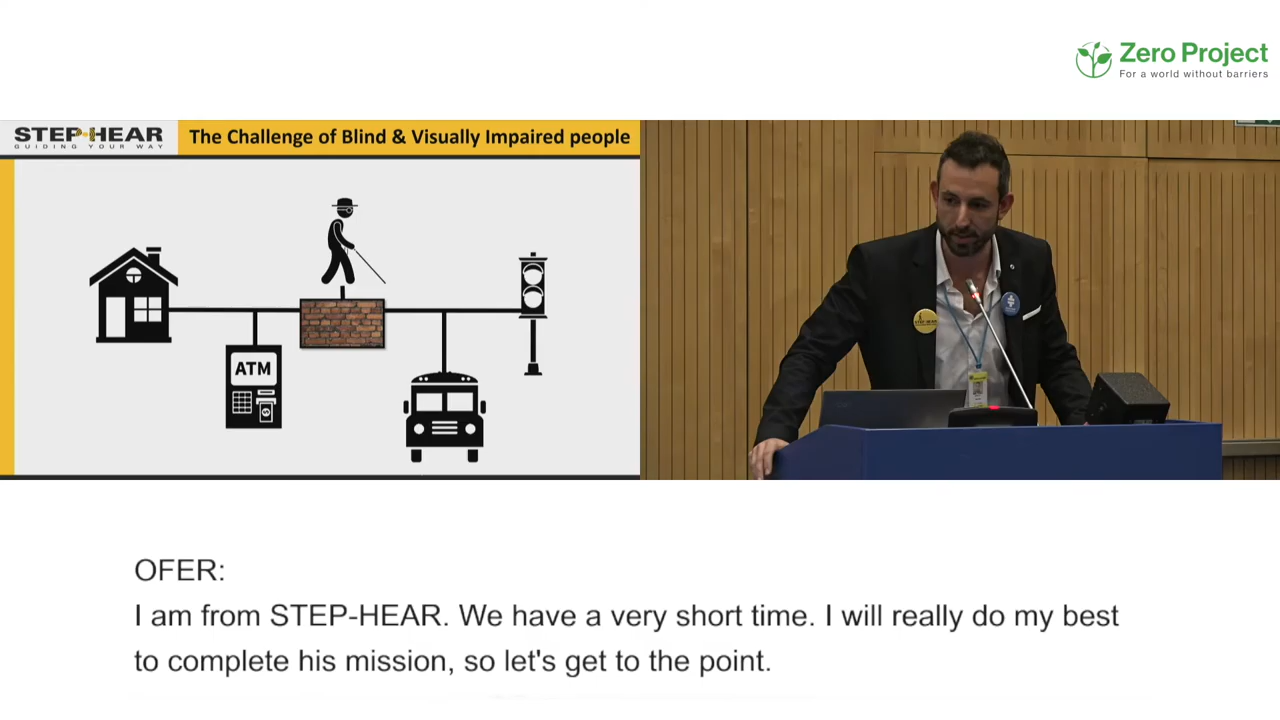 Zero Project
For a world without barriers
STEP-HEAR
GUIDING YOUR WAY
The Challenge of Blind & Visually Impaired people
ATM
OFER:
I am from STEP-HEAR. We have a very short time. I will really do my best
to complete his mission, so let's get to the point.